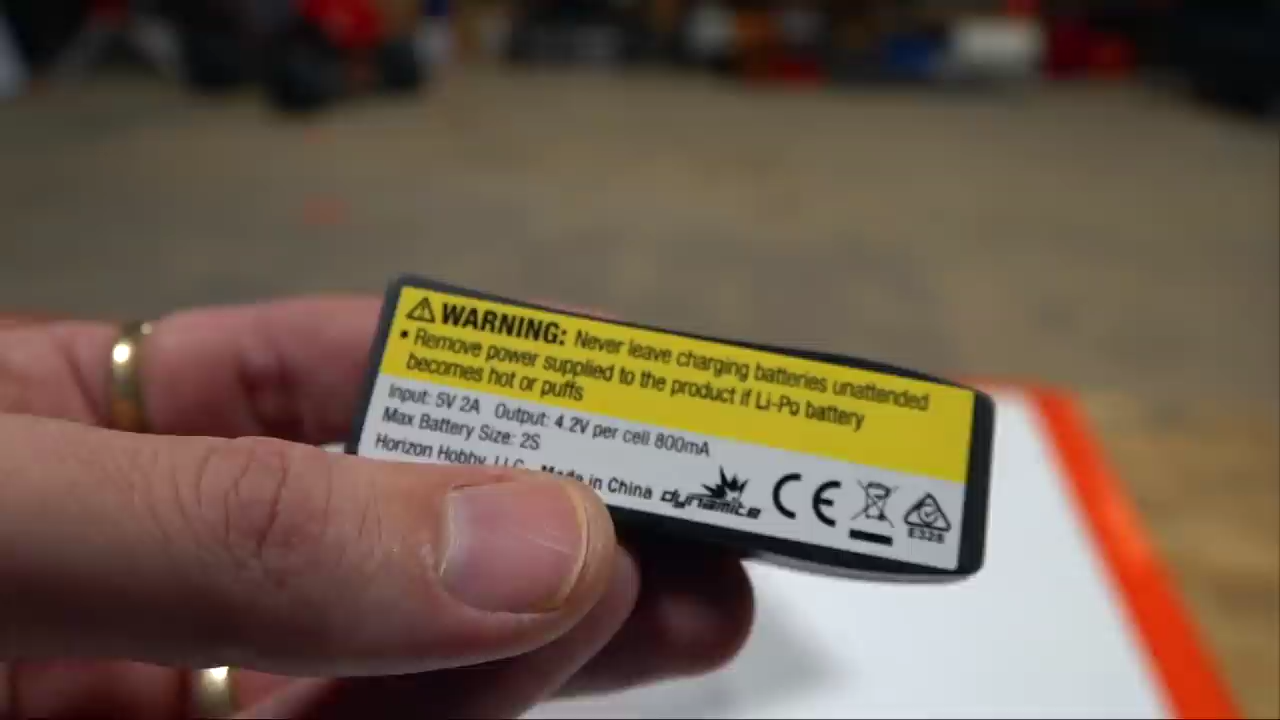 WARNING: Never leave charging batteries unattended
• Remove power supplied to the product if Li-Po battery
becomes hot or puffs
Input: 5V 2A Output: 4.2V per cell 800mA
Max Battery Size: 2S
Horizon Hobby, LLC Made in China dynamite CE E328